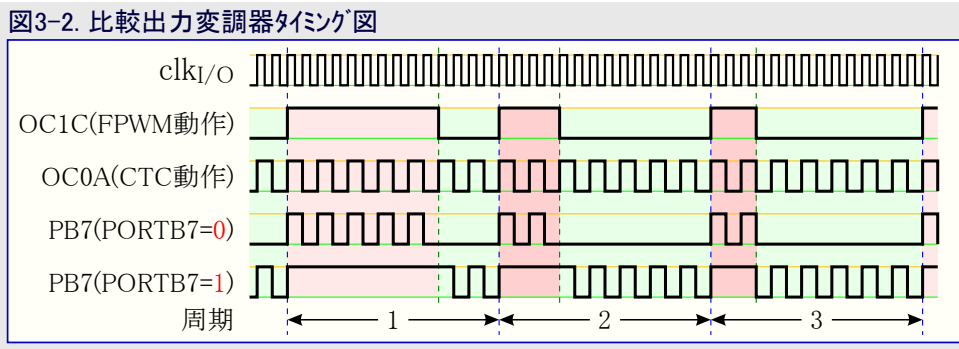 図3-2. 比較出力変調器ﾀｲﾐﾝｸﾞ図
clkI/O
OC1C(FPWM動作)
OC0A(CTC動作)
PB7(PORTB7=0)
PB7(PORTB7=1)
周期 1 2 3